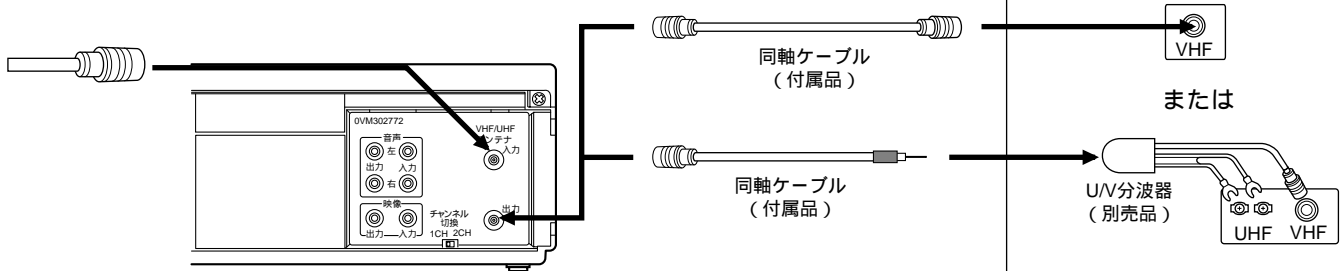 同軸ケーブル
（付属品）
VHF
または
0VM302772
VHF/UHF
ンテナ
入力
音声
左
出力 入力
右
映像
出力 入力
チャンネル
切換
1CH 2CH
出力
同軸ケーブル
（付属品）
U/V分波器
（別売品）
UHF VHF